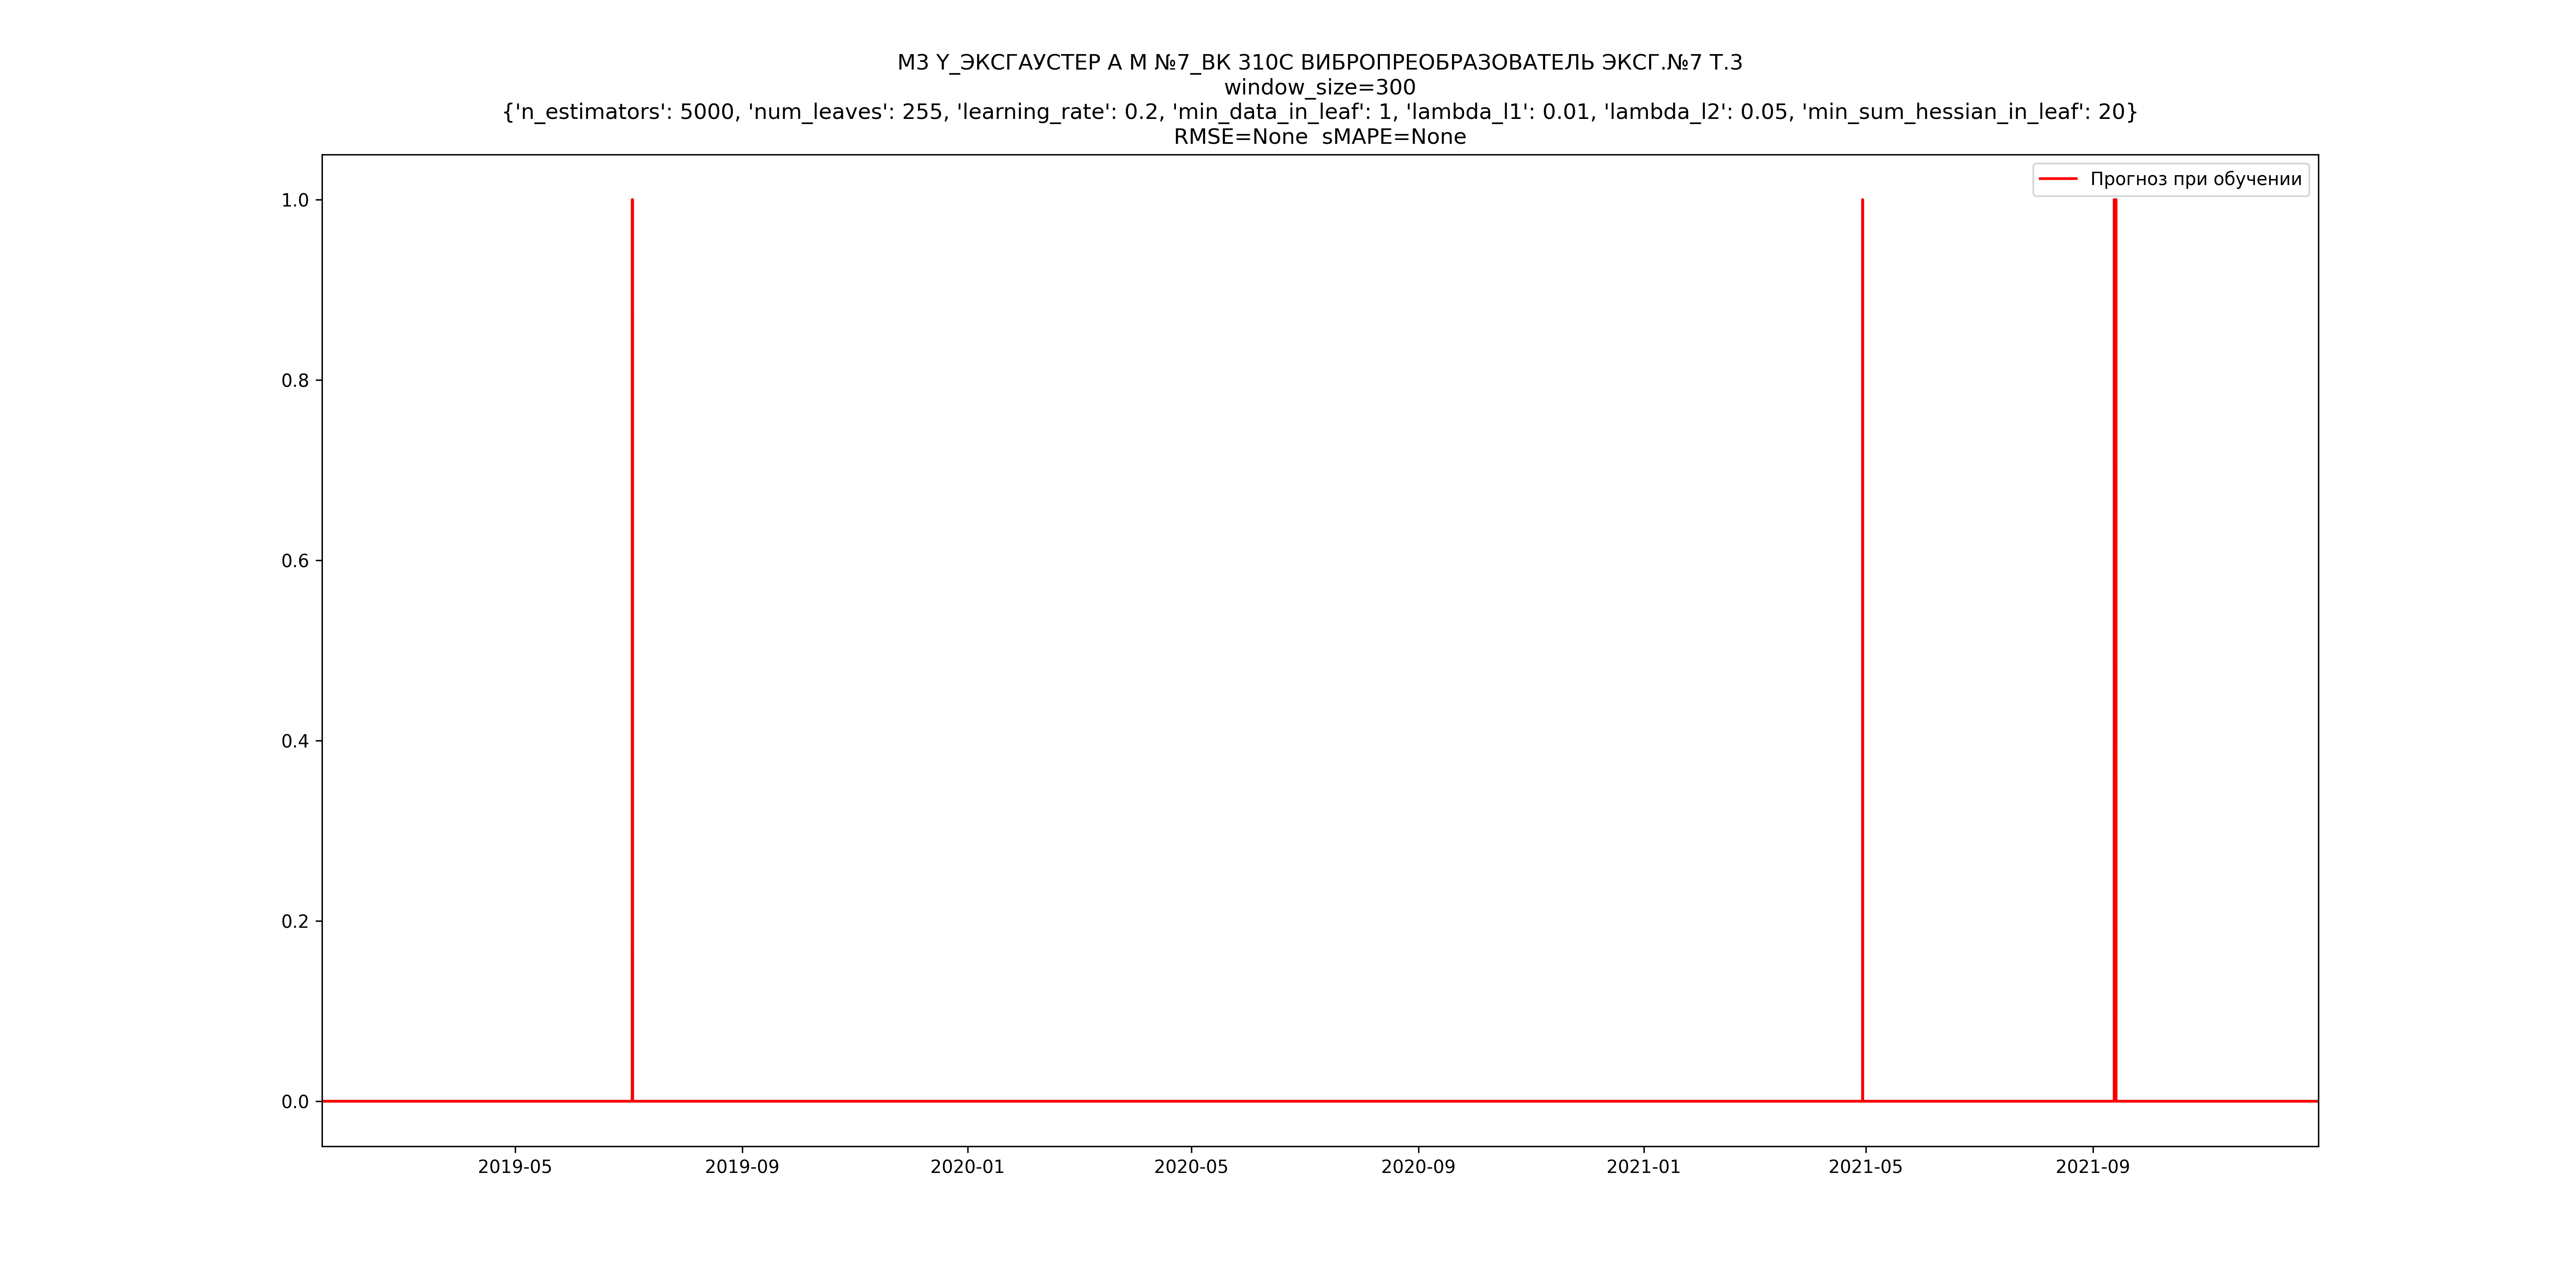 М3 Y_ЭКСГАУСТЕР А М №7_ВК 310С ВИБРОПРЕОБРАЗОВАТЕЛЬ ЭКСГ.№7 Т.3
window_size=300
{'n_estimators': 5000, 'num_leaves': 255, 'learning_rate': 0.2, 'min_data_in_leaf': 1, 'lambda_l1': 0.01, 'lambda_l2': 0.05, 'min_sum_hessian_in_leaf': 20}
RMSE=None  sMAPE=None
Прогноз при обучении
1.0
0.8
0.6
0.4
0.2
0.0
2019-05 2019-09 2020-01 2020-05 2020-09 2021-01 2021-05 2021-09